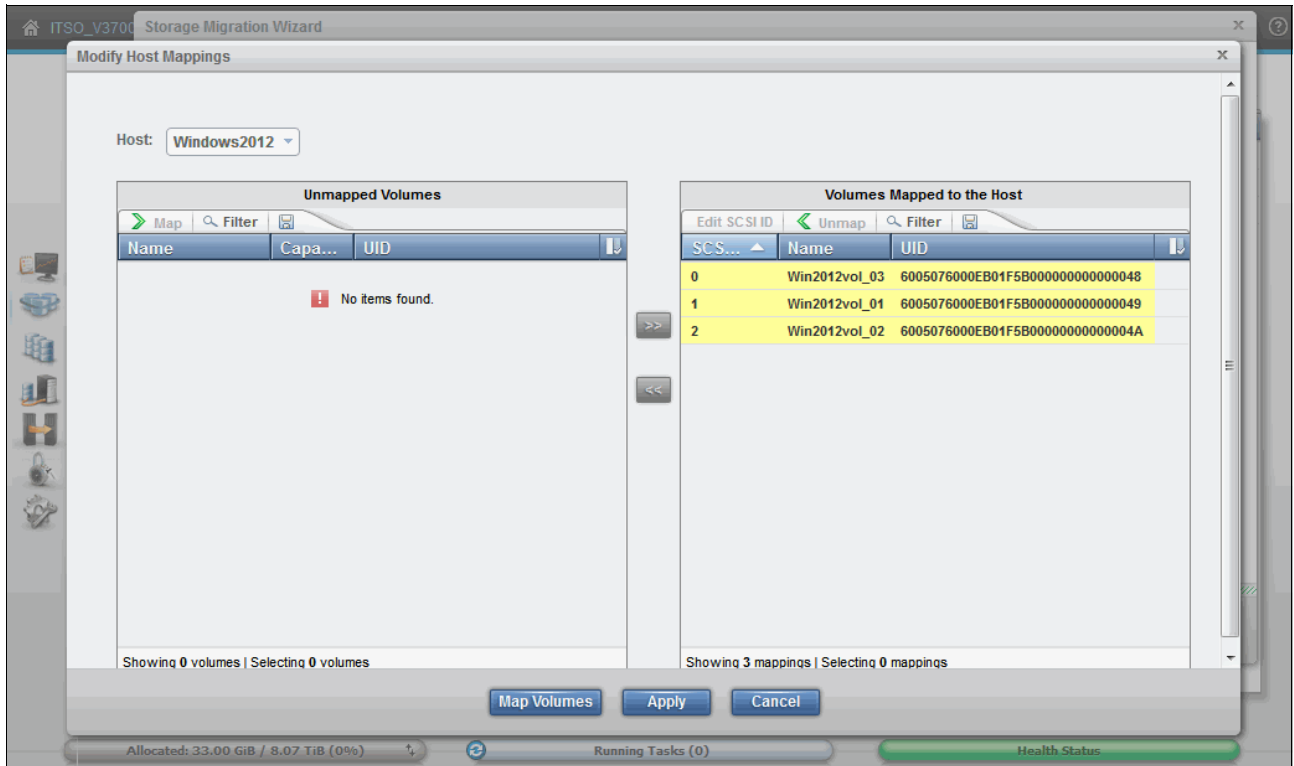 ITSO_V370
Storage Migration Wizard
x
?
Modify Host Mappings
x
Host: Windows2012
Unmapped Volumes
Map Filter
Name Capa... UID
No items found.
>>
<<
Volumes Mapped to the Host
Edit SCSI ID Unmap Filter
SCS... Name UID
0 Win2012vol_03 6005076000EB01F5B000000000000048
1 Win2012vol_01 6005076000EB01F5B000000000000049
2 Win2012vol_02 6005076000EB01F5B00000000000004A
Showing 0 volumes | Selecting 0 volumes
Showing 3 mappings | Selecting 0 mappings
Map Volumes Apply Cancel
Allocated: 33.00 GiB / 8.07 TiB (0%)
Running Tasks (0)
Health Status